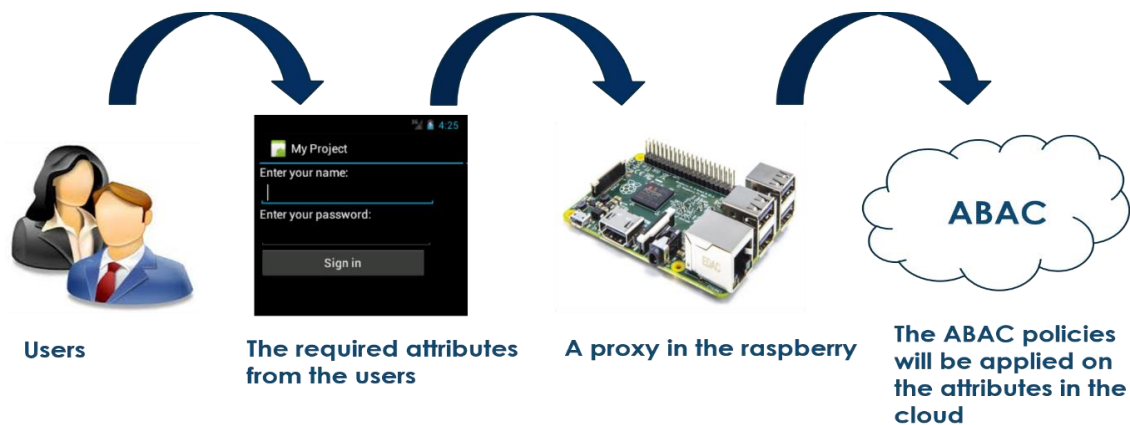 4:25
My Project
Enter your name:
Enter your password:
Sign in
EDAC
ABAC
Users
The required attributes
from the users
A proxy in the raspberry
The ABAC policies
will be applied on
the attributes in the
cloud